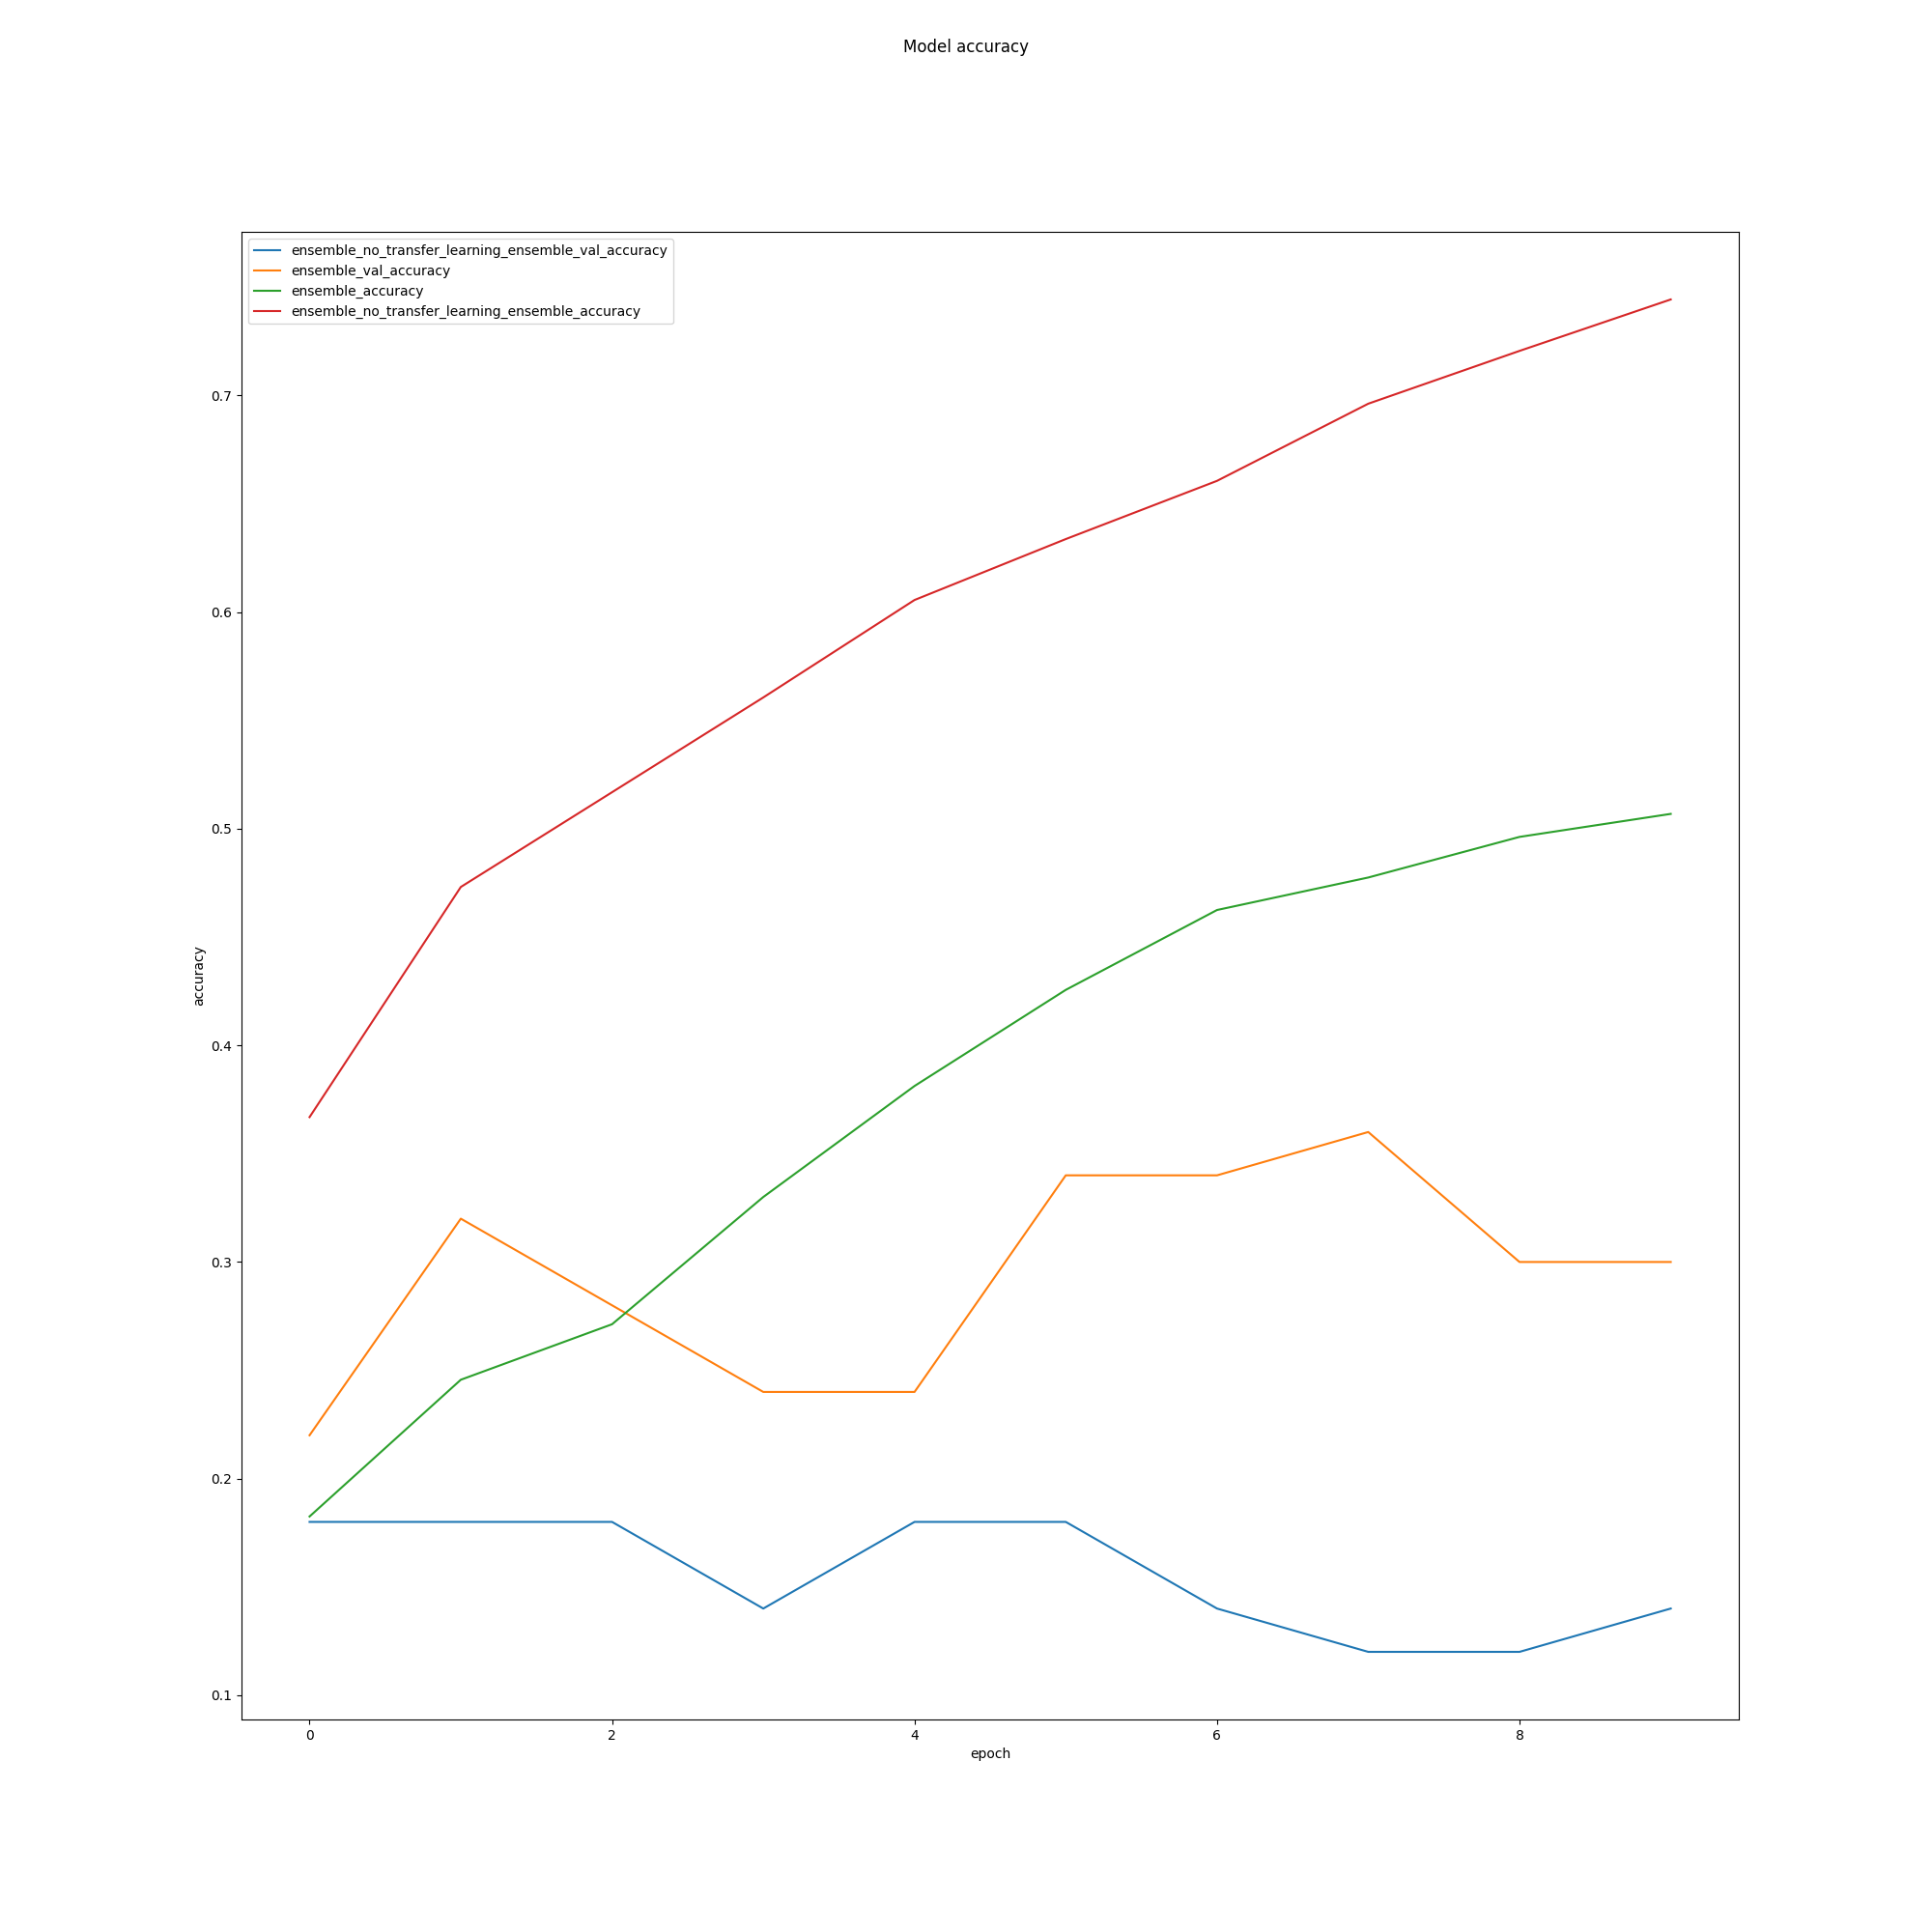 Model accuracy
ensemble_no_transfer_learning_ensemble_val_accuracy
ensemble_val_accuracy
ensemble_accuracy
ensemble_no_transfer_learning_ensemble_accuracy
0.7
0.6
0.5
0.4
0.3
0.2
0.1
accuracy
0 2 4 6 8
epoch